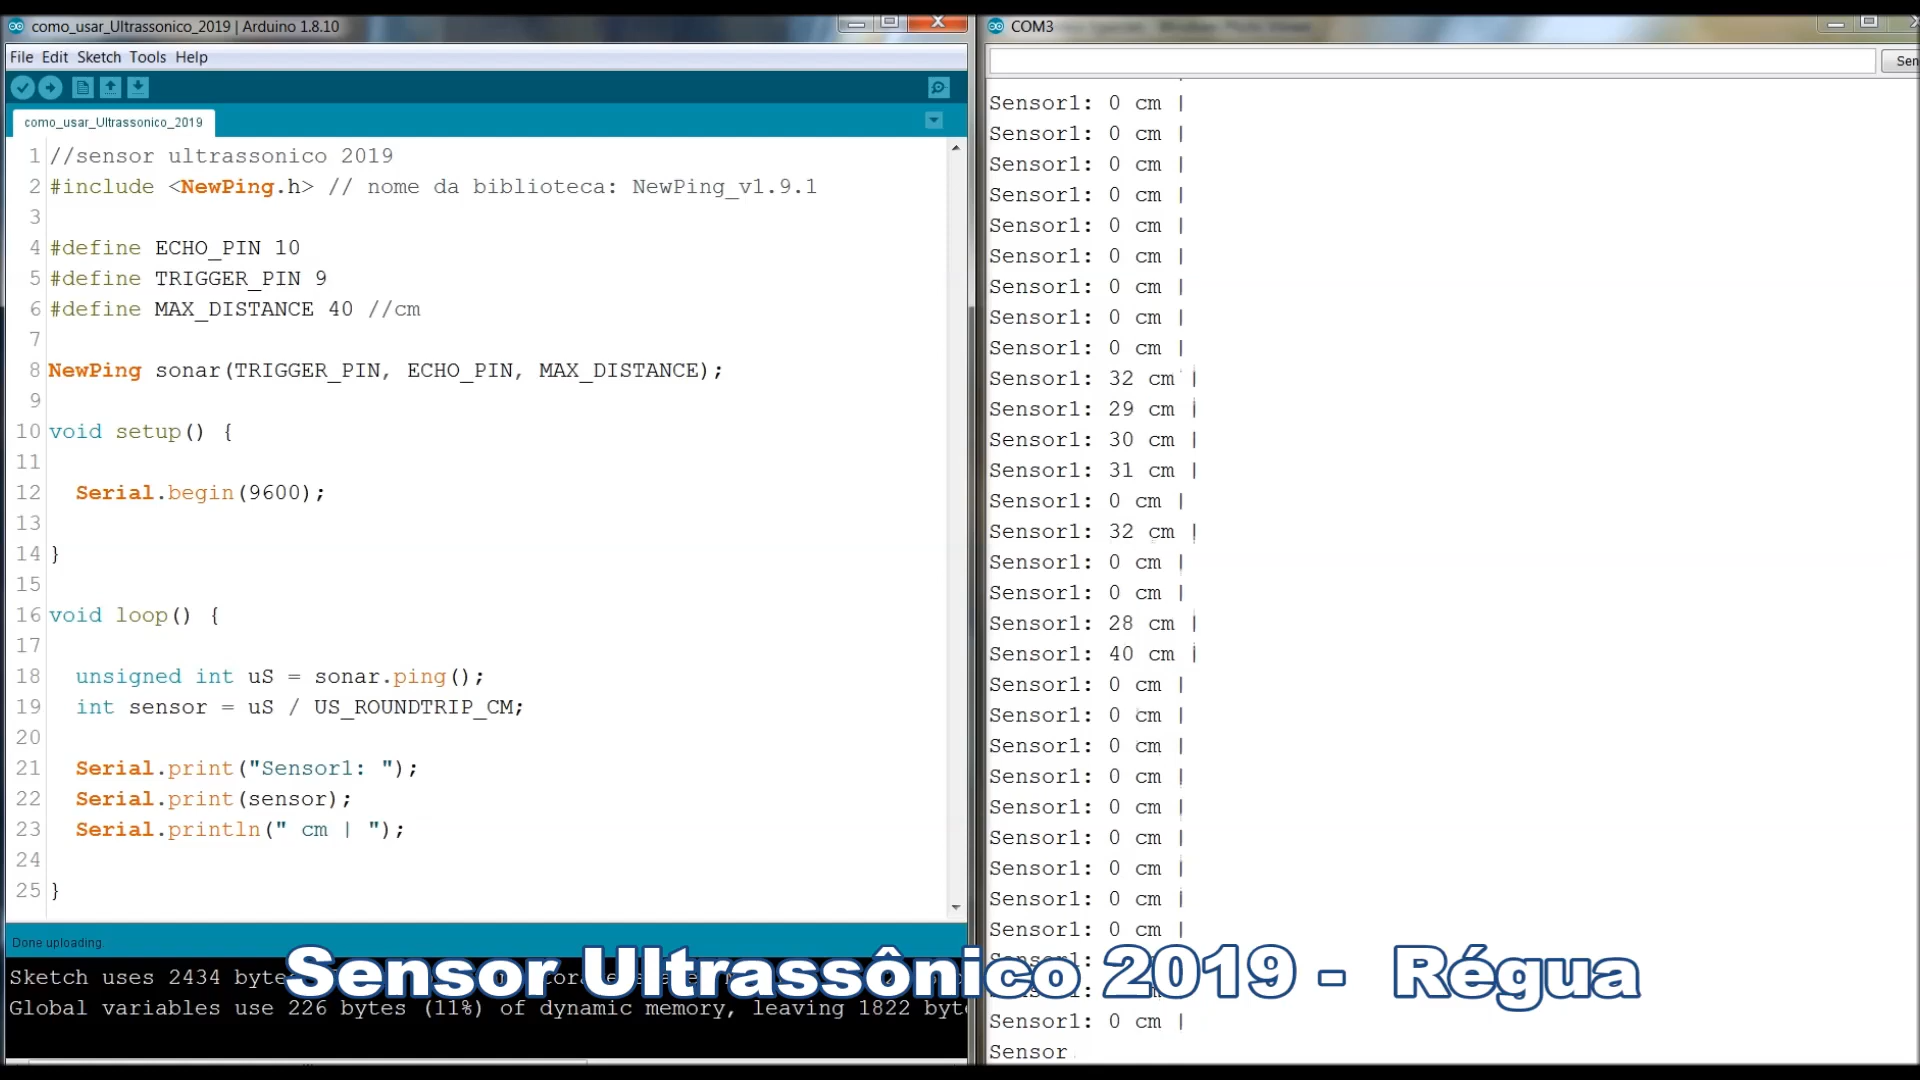 como_usar_Ultrassonico_2019 | Arduino 1.8.10
File Edit Sketch Tools Help
como_usar_Ultrassonico_2019
1 //sensor ultrassonico 2019
2 #include <NewPing.h> // nome da biblioteca: NewPing_v1.9.1
3
4 #define ECHO_PIN 10
5 #define TRIGGER_PIN 9
6 #define MAX_DISTANCE 40 //cm
7
8 NewPing sonar(TRIGGER_PIN, ECHO_PIN, MAX_DISTANCE);
9
10 void setup() {
11
12 Serial.begin(9600);
13
14 }
15
16 void loop() {
17
18 unsigned int uS = sonar.ping();
19 int sensor = uS / US_ROUNDTRIP_CM;
20
21 Serial.print("Sensor1: ");
22 Serial.print(sensor);
23 Serial.println(" cm | ");
24
25 }
Done uploading.
Sketch uses 2434 byte
Global variables use 226 bytes (11%) of dynamic memory, leaving 1822 byt
COM3
Sen
Sensor1: 0 cm |
Sensor1: 0 cm |
Sensor1: 0 cm |
Sensor1: 0 cm |
Sensor1: 0 cm |
Sensor1: 0 cm |
Sensor1: 0 cm |
Sensor1: 0 cm |
Sensor1: 0 cm |
Sensor1: 32 cm |
Sensor1: 29 cm |
Sensor1: 30 cm |
Sensor1: 31 cm |
Sensor1: 0 cm |
Sensor1: 32 cm |
Sensor1: 0 cm |
Sensor1: 0 cm |
Sensor1: 28 cm |
Sensor1: 40 cm |
Sensor1: 0 cm |
Sensor1: 0 cm |
Sensor1: 0 cm |
Sensor1: 0 cm |
Sensor1: 0 cm |
Sensor1: 0 cm |
Sensor1: 0 cm |
Sensor1: 0 cm |
Sensor1: 0 cm |
Sensor1: 0 cm |
Sensor
Sensor Ultrassônico 2019 - Régua